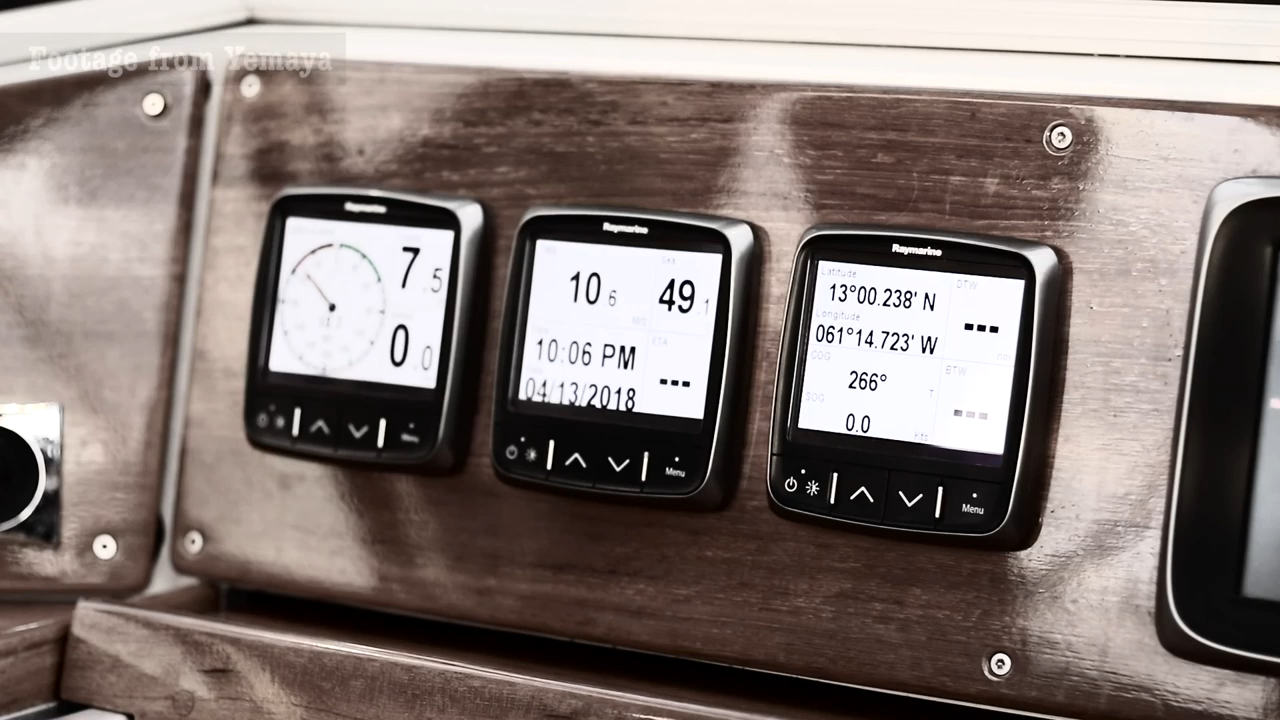 Footage from Yemaya
Raymarine
7.5
0.0
Menu
Raymarine
10 6
Sea
49.1
10:06 PM
04/13/2018
ETA
---
Menu
Raymarine
Latitude
13°00.238' N
Longitude
061°14.723' W
DTW
---
COG
266°
T
SOG
0.0
kts
BTW
---
Menu